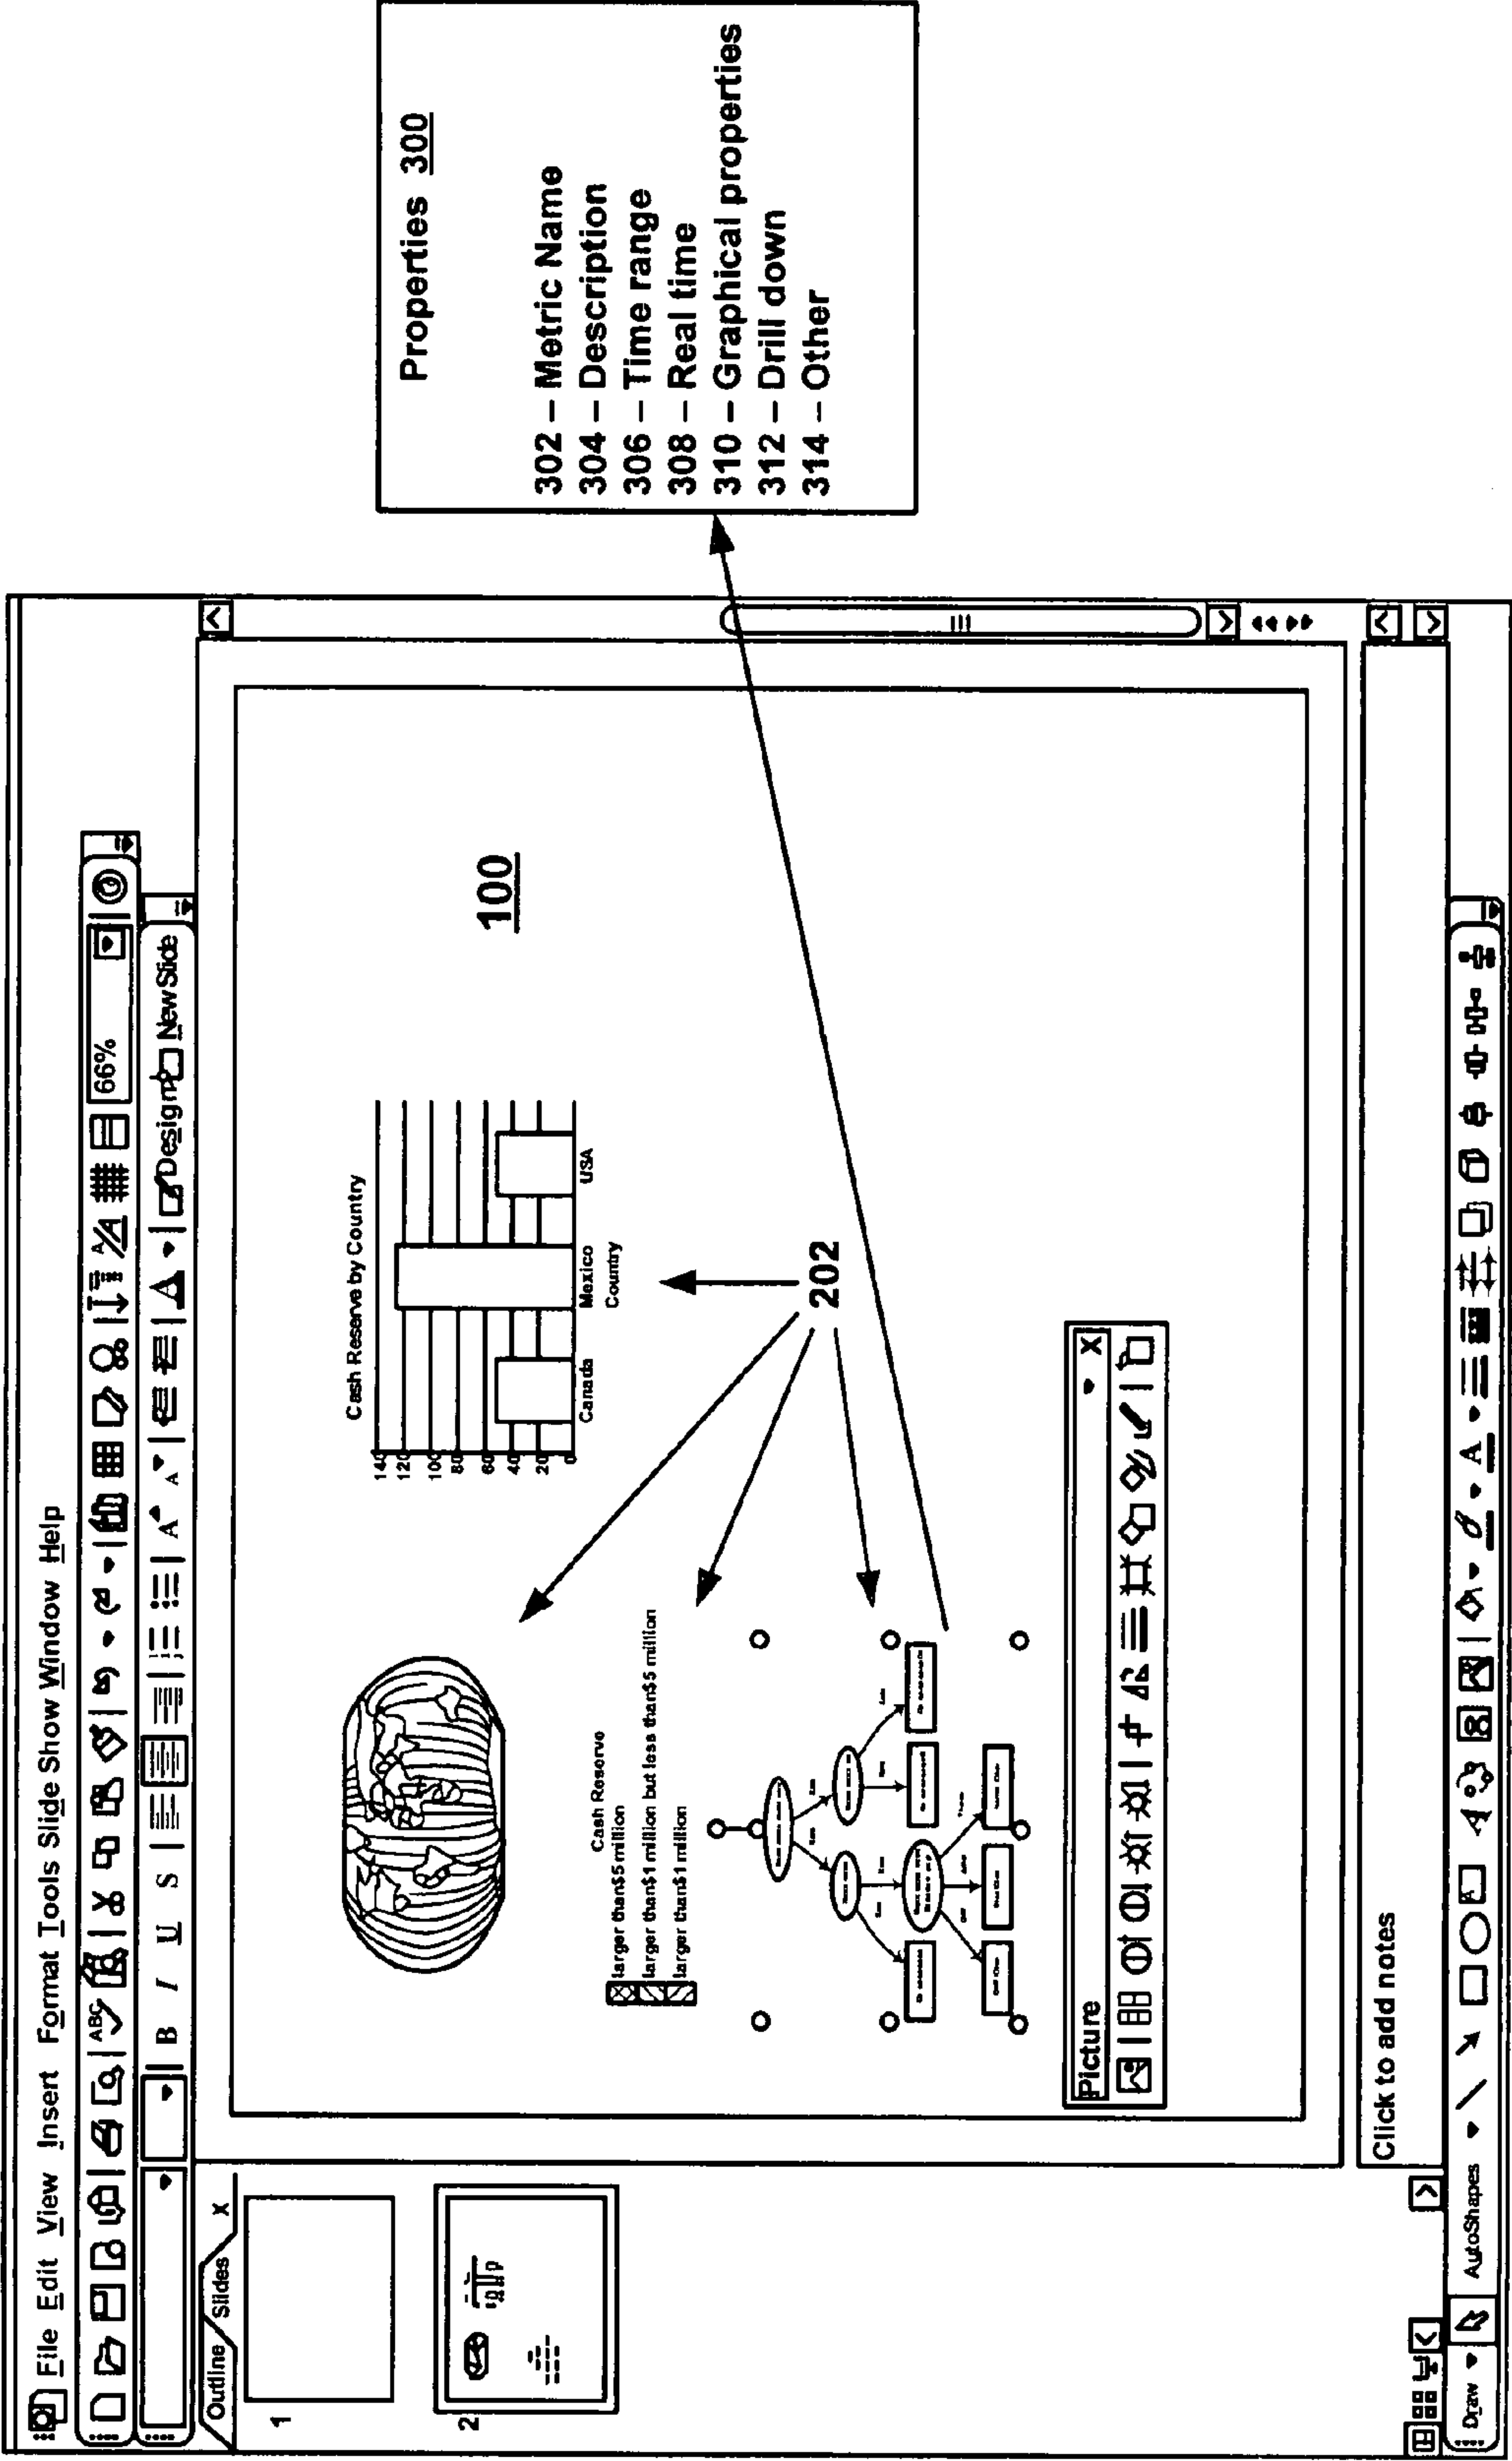 File Edit View Insert Format Tools Slide Show Window Help
ABC
66%
B I U S
A A
A
Design
New Slide
Outline Slides X
1
2
Cash Reserve by Country
140
120
100
80
60
40
20
0
Canada Mexico USA
Country
100
202
Cash Reserve
larger than $5 million
larger than $1 million but less than $5 million
larger than $1 million
Picture X
Click to add notes
Draw AutoShapes
A
Properties 300
302 – Metric Name
304 – Description
306 – Time range
308 – Real time
310 – Graphical properties
312 – Drill down
314 – Other